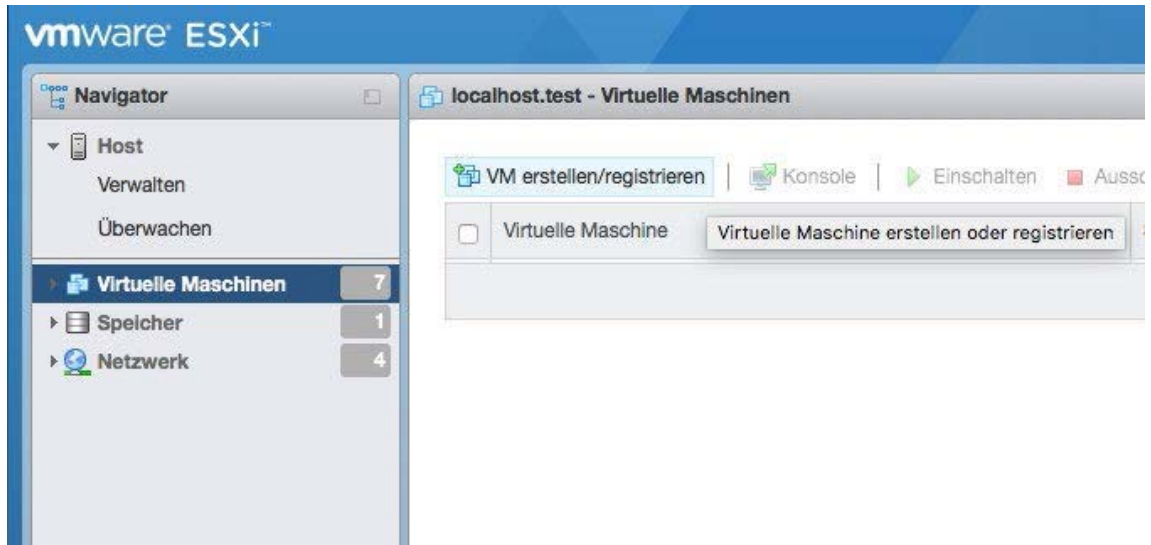 vmware ESXi™
Navigator
localhost.test - Virtuelle Maschinen
Host
Verwalten
Überwachen
VM erstellen/registrieren | Konsole | Einschalten
Virtuelle Maschine
Virtuelle Maschine erstellen oder registrieren
Virtuelle Maschinen 7
Speicher 1
Netzwerk 4